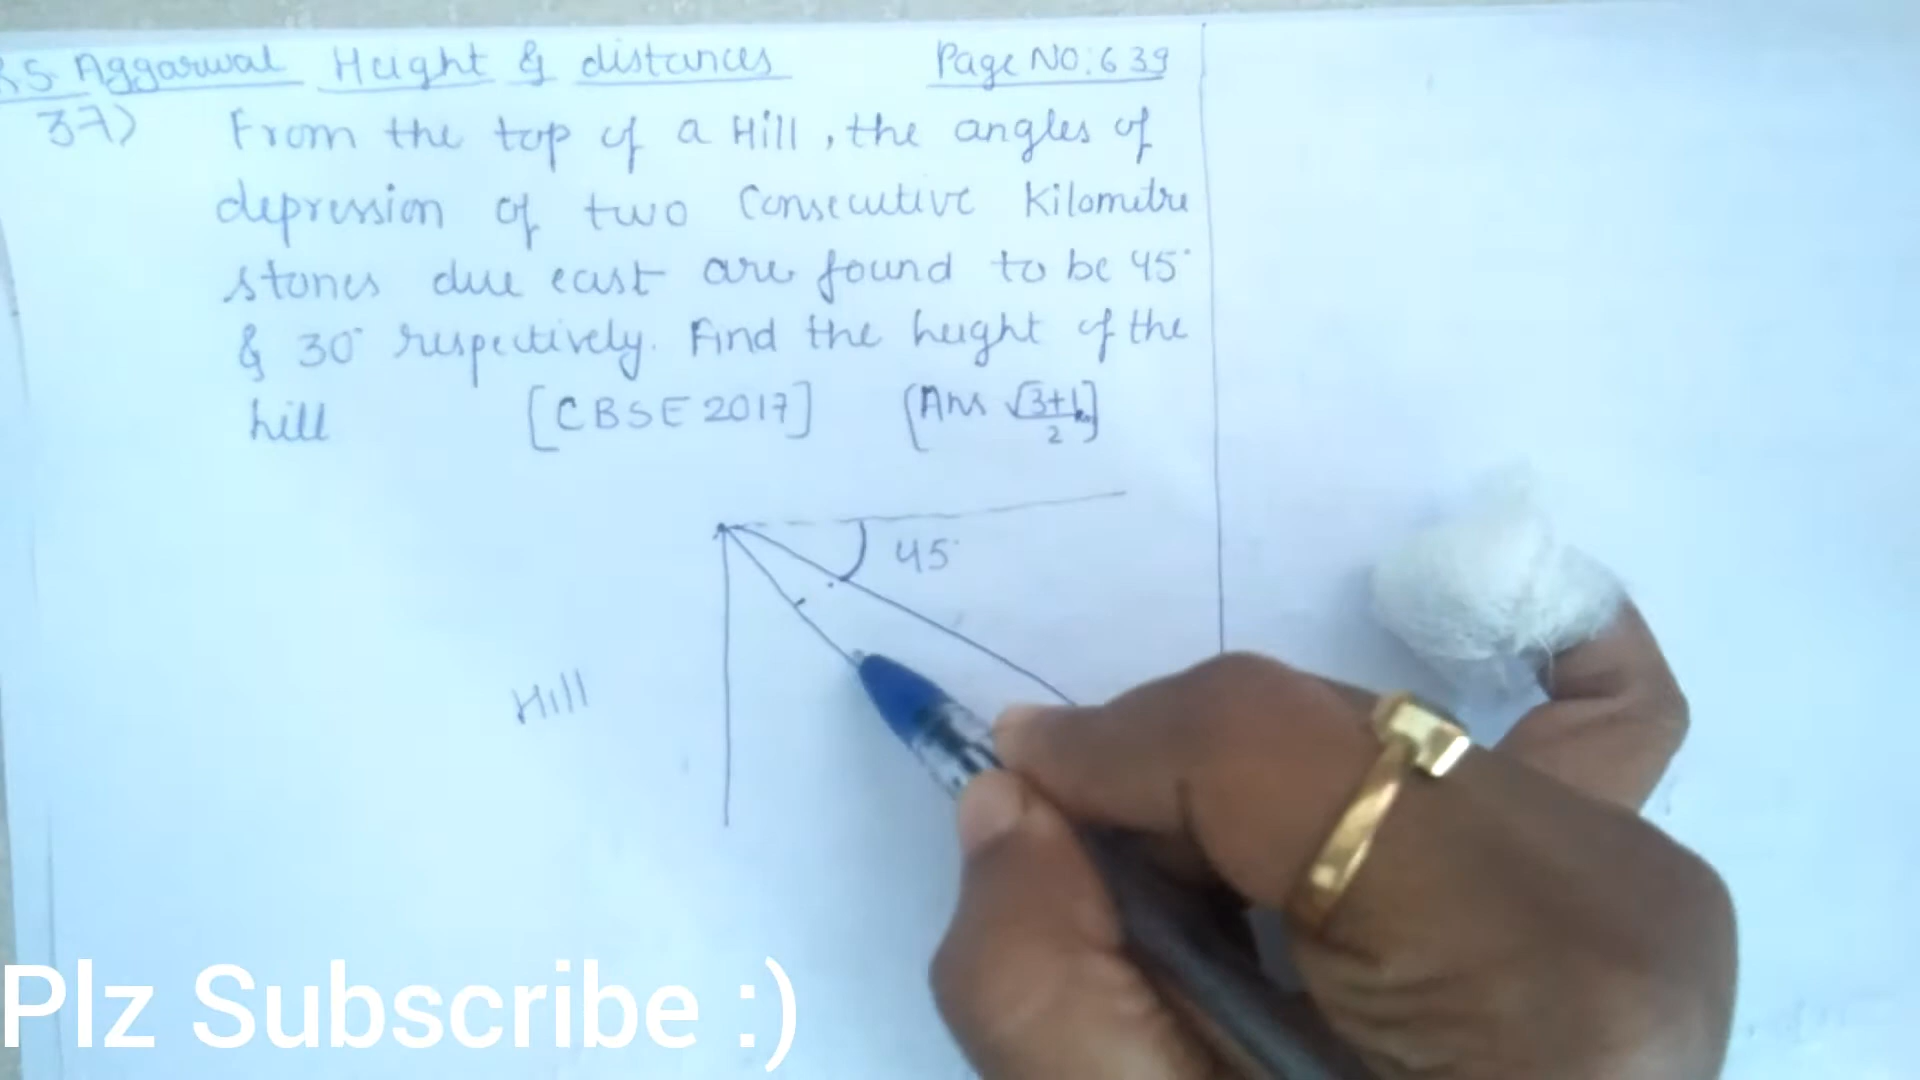 RS Aggarwal Height & distances Page No: 639
37) From the top of a Hill, the angles of
depression of two Consecutive Kilometre
stones due east are found to be 45°
& 30° respectively. Find the height of the
hill [CBSE 2017] [Ans √3+1/2 km]
45°
Hill
Plz Subscribe :)